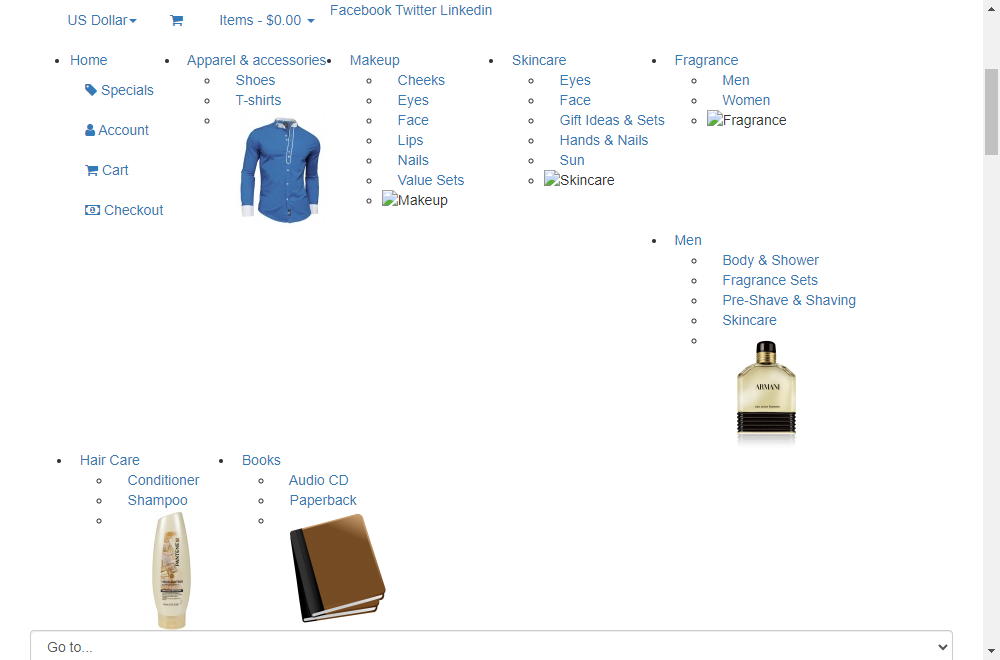 US Dollar
Items - $0.00
Facebook Twitter Linkedin
Home
Specials
Account
Cart
Checkout
Apparel & accessories
Shoes
T-shirts
Makeup
Cheeks
Eyes
Face
Lips
Nails
Value Sets
Makeup
Skincare
Eyes
Face
Gift Ideas & Sets
Hands & Nails
Sun
Skincare
Fragrance
Men
Women
Fragrance
Men
Body & Shower
Fragrance Sets
Pre-Shave & Shaving
Skincare
ARMANI
Hair Care
Conditioner
Shampoo
PANTENE
Books
Audio CD
Paperback
Go to...